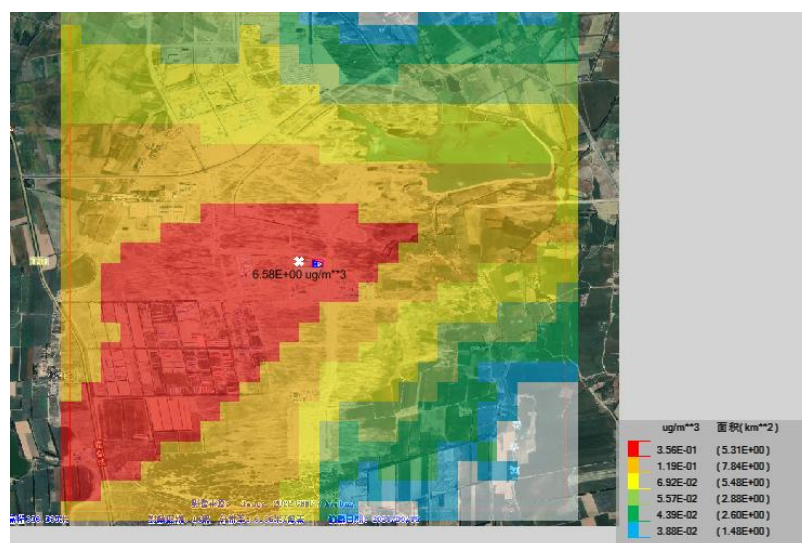 6.58E+00 ug/m**3
ug/m**3 面积(km**2)
3.56E-01 (5.31E+00)
1.19E-01 (7.84E+00)
6.92E-02 (5.48E+00)
5.57E-02 (2.88E+00)
4.39E-02 (2.60E+00)
3.88E-02 (1.48E+00)